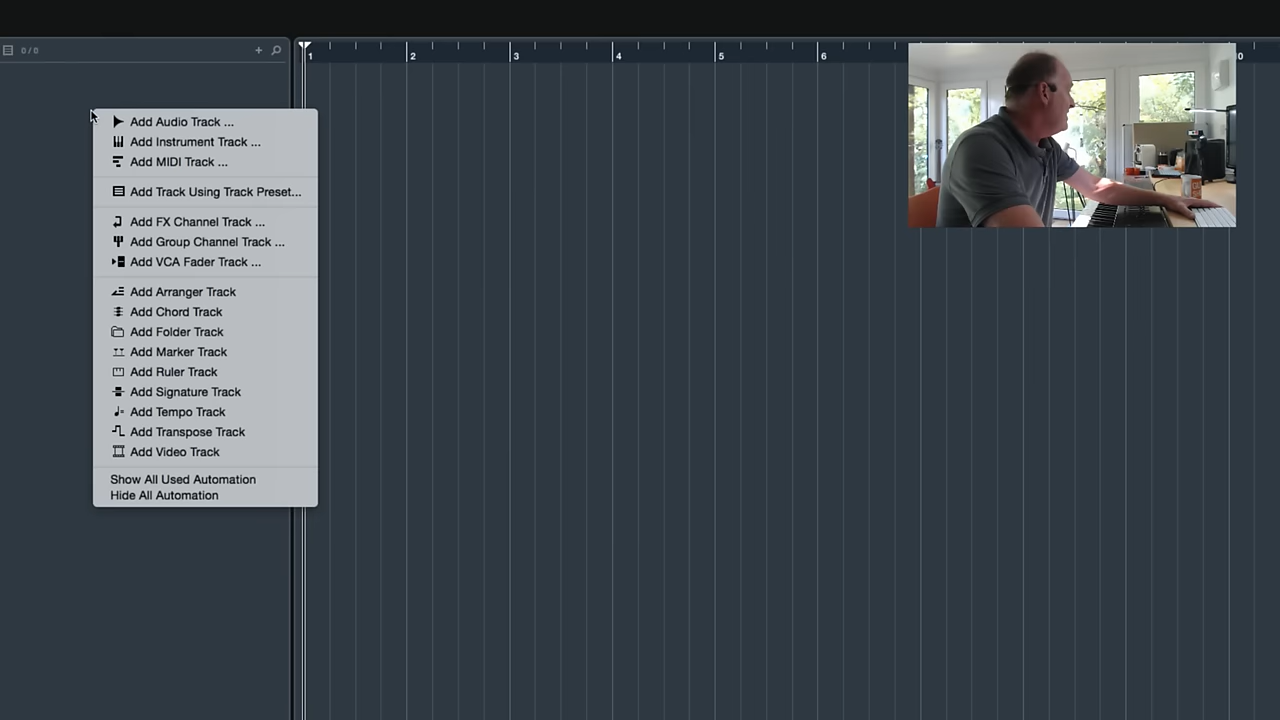 0 / 0
1
2
3
4
5
6
0
Add Audio Track ...
Add Instrument Track ...
Add MIDI Track ...
Add Track Using Track Preset...
Add FX Channel Track ...
Add Group Channel Track ...
Add VCA Fader Track ...
Add Arranger Track
Add Chord Track
Add Folder Track
Add Marker Track
Add Ruler Track
Add Signature Track
Add Tempo Track
Add Transpose Track
Add Video Track
Show All Used Automation
Hide All Automation